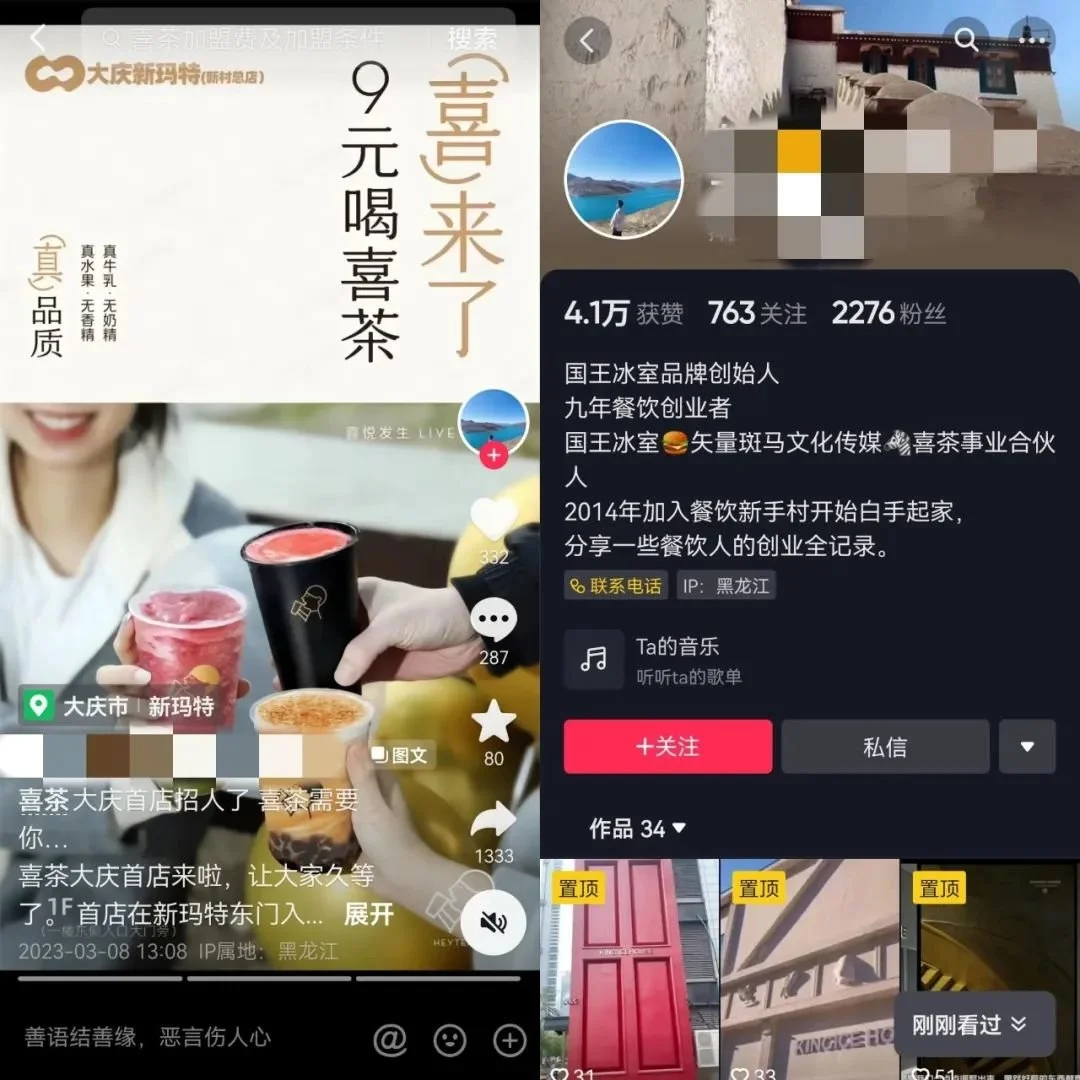 喜茶加盟费及加盟条件
搜索
大庆新玛特(新村总店)
(喜)来了
9元喝喜茶
真牛乳·无奶精
真水果·无香精
(真)品质
喜悦发生 LIVE
332
287
80
1333
大庆市 新玛特
图文
喜茶大庆首店招人了 喜茶需要
你...
喜茶大庆首店来啦，让大家久等
了。首店在新玛特东门入... 展开
1F
2023-03-08 13:08 IP属地：黑龙江
善语结善缘，恶言伤人心
4.1万 获赞 763 关注 2276 粉丝
国王冰室品牌创始人
九年餐饮创业者
国王冰室🍔矢量斑马文化传媒🦓喜茶事业合伙
人
2014年加入餐饮新手村开始白手起家，
分享一些餐饮人的创业全记录。
联系电话 IP：黑龙江
Ta的音乐
听听ta的歌单
+关注 私信
作品 34
置顶 置顶 置顶
刚刚看过
31 33 51